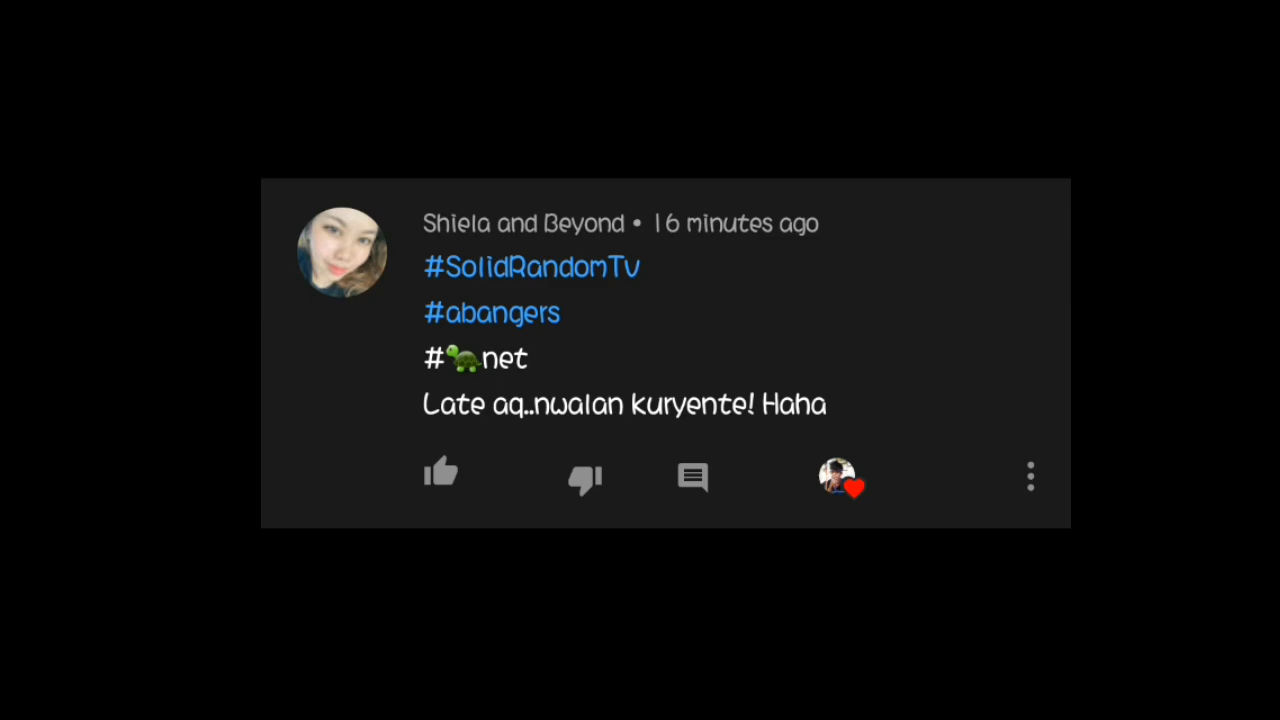 Shiela and Beyond • 16 minutes ago
#SolidRandomTv
#abangers
#🐢net
Late aq..nwalan kuryente! Haha